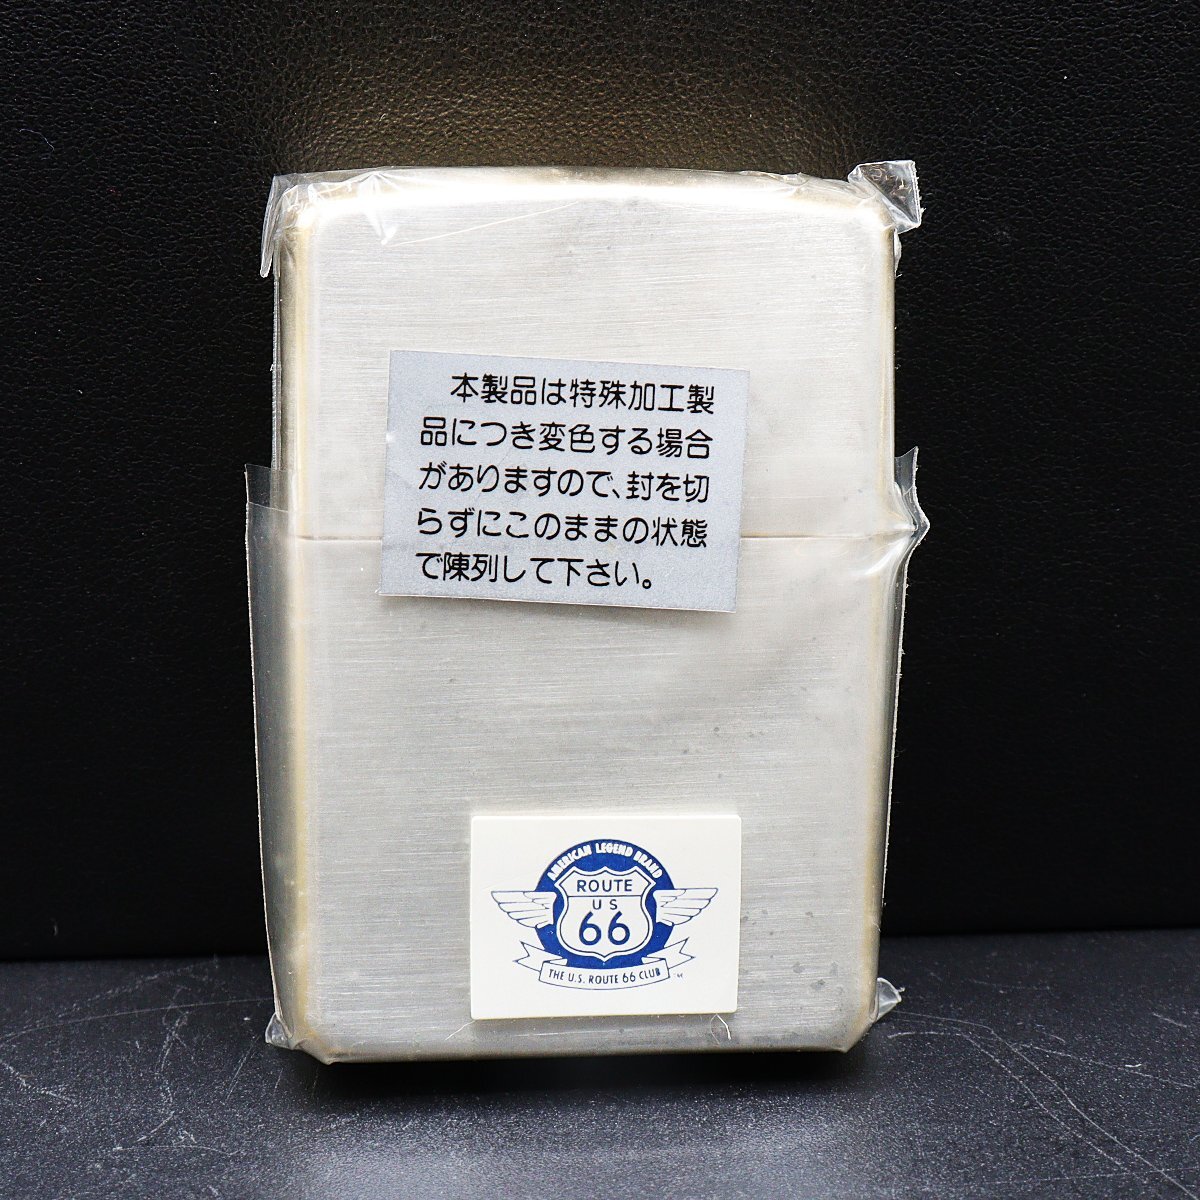 本製品は特殊加工製
品につき変色する場合
がありますので、封を切
らずにこのままの状態
で陳列して下さい。
AMERICAN LEGEND BRAND
ROUTE
US
66
THE U.S. ROUTE 66 CLUB